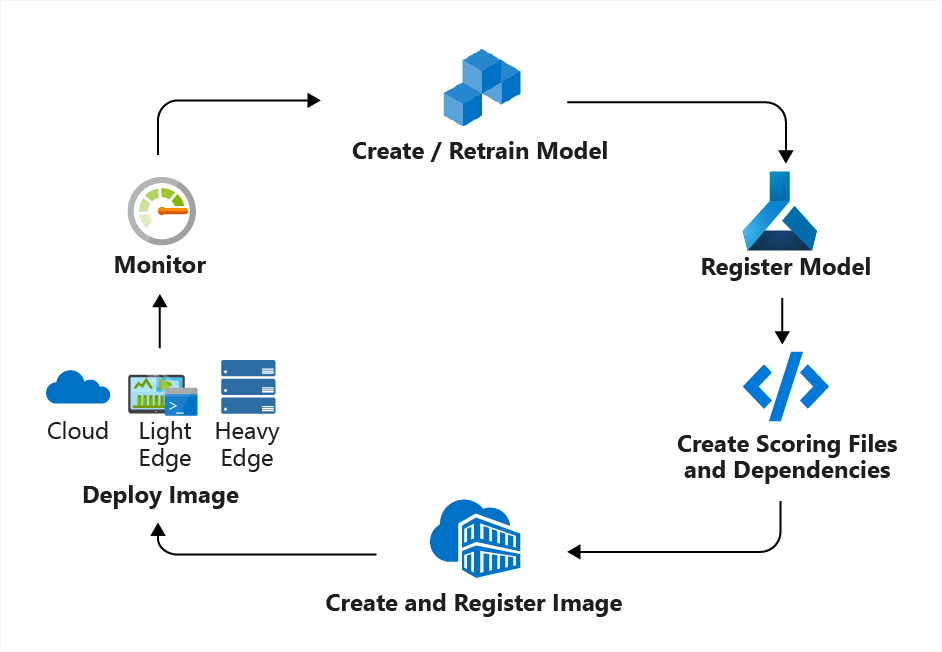 Create / Retrain Model
Register Model
Create Scoring Files
and Dependencies
Create and Register Image
Cloud
Light
Edge
Heavy
Edge
Deploy Image
Monitor